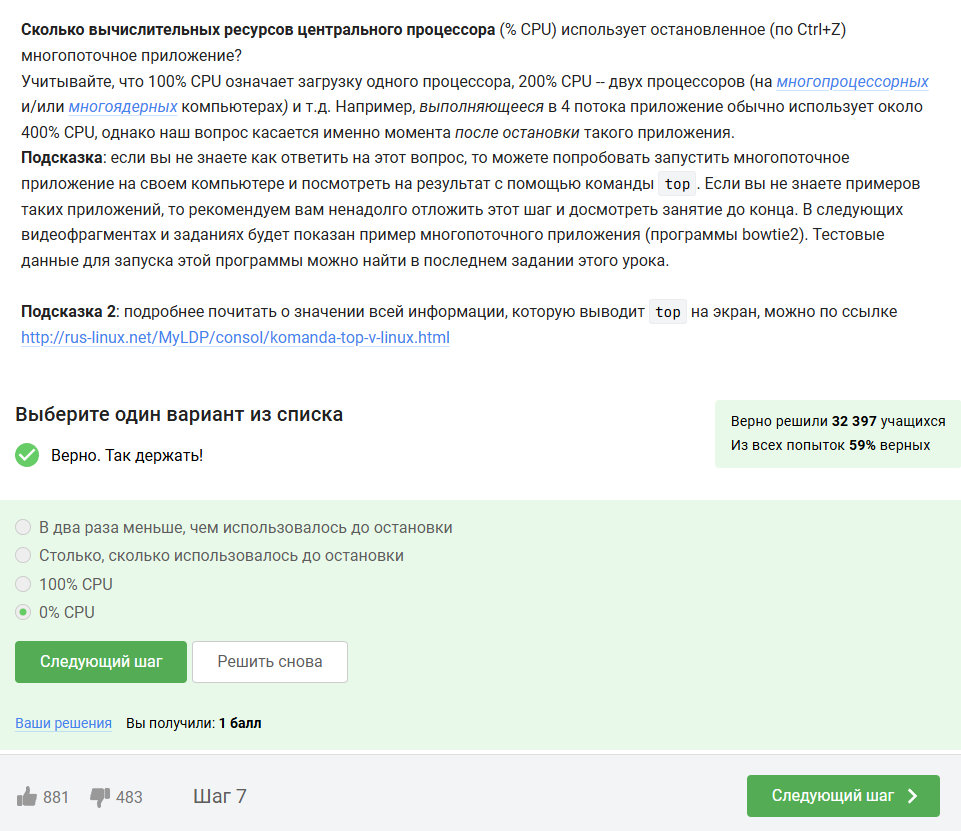 Сколько вычислительных ресурсов центрального процессора (% CPU) использует остановленное (по Ctrl+Z)
многопоточное приложение?
Учитывайте, что 100% CPU означает загрузку одного процессора, 200% CPU -- двух процессоров (на многопроцессорных
и/или многоядерных компьютерах) и т.д. Например, выполняющееся в 4 потока приложение обычно использует около
400% CPU, однако наш вопрос касается именно момента после остановки такого приложения.
Подсказка: если вы не знаете как ответить на этот вопрос, то можете попробовать запустить многопоточное
приложение на своем компьютере и посмотреть на результат с помощью команды top. Если вы не знаете примеров
таких приложений, то рекомендуем вам ненадолго отложить этот шаг и досмотреть занятие до конца. В следующих
видеофрагментах и заданиях будет показан пример многопоточного приложения (программы bowtie2). Тестовые
данные для запуска этой программы можно найти в последнем задании этого урока.
Подсказка 2: подробнее почитать о значении всей информации, которую выводит top на экран, можно по ссылке
http://rus-linux.net/MyLDP/consol/komanda-top-v-linux.html
Выберите один вариант из списка
Верно решили 32 397 учащихся
Из всех попыток 59% верных
Верно. Так держать!
В два раза меньше, чем использовалось до остановки
Столько, сколько использовалось до остановки
100% CPU
0% CPU
Следующий шаг
Решить снова
Ваши решения Вы получили: 1 балл
881 483 Шаг 7
Следующий шаг